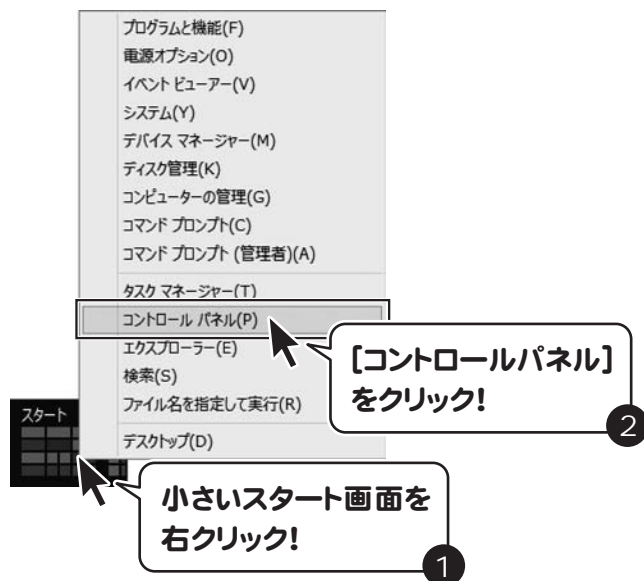 プログラムと機能(F)
電源オプション(O)
イベント ビューアー(V)
システム(Y)
デバイス マネージャー(M)
ディスク管理(K)
コンピューターの管理(G)
コマンド プロンプト(C)
コマンド プロンプト (管理者)(A)
タスク マネージャー(T)
コントロール パネル(P)
エクスプローラー(E)
検索(S)
ファイル名を指定して実行(R)
デスクトップ(D)
[コントロールパネル]
をクリック!
2
スタート
小さいスタート画面を
右クリック!
1